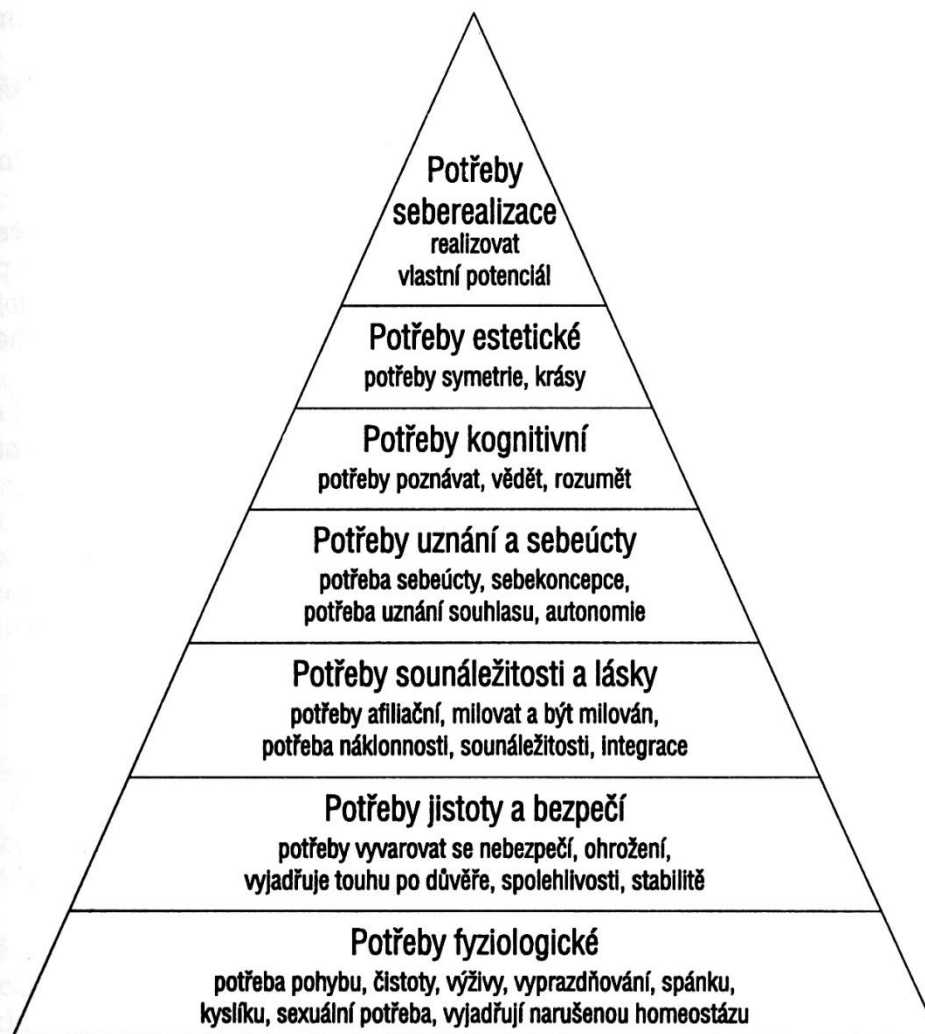 Potřeby
seberealizace
realizovat
vlastní potenciál
Potřeby estetické
potřeby symetrie, krásy
Potřeby kognitivní
potřeby poznávat, vědět, rozumět
Potřeby uznání a sebeúcty
potřeba sebeúcty, sebekoncepce,
potřeba uznání souhlasu, autonomie
Potřeby sounáležitosti a lásky
potřeby afiliační, milovat a být milován,
potřeba náklonnosti, sounáležitosti, integrace
Potřeby jistoty a bezpečí
potřeby vyvarovat se nebezpečí, ohrožení,
vyjadřuje touhu po důvěře, spolehlivosti, stabilitě
Potřeby fyziologické
potřeba pohybu, čistoty, výživy, vyprazdňování, spánku,
kyslíku, sexuální potřeba, vyjadřují narušenou homeostázu